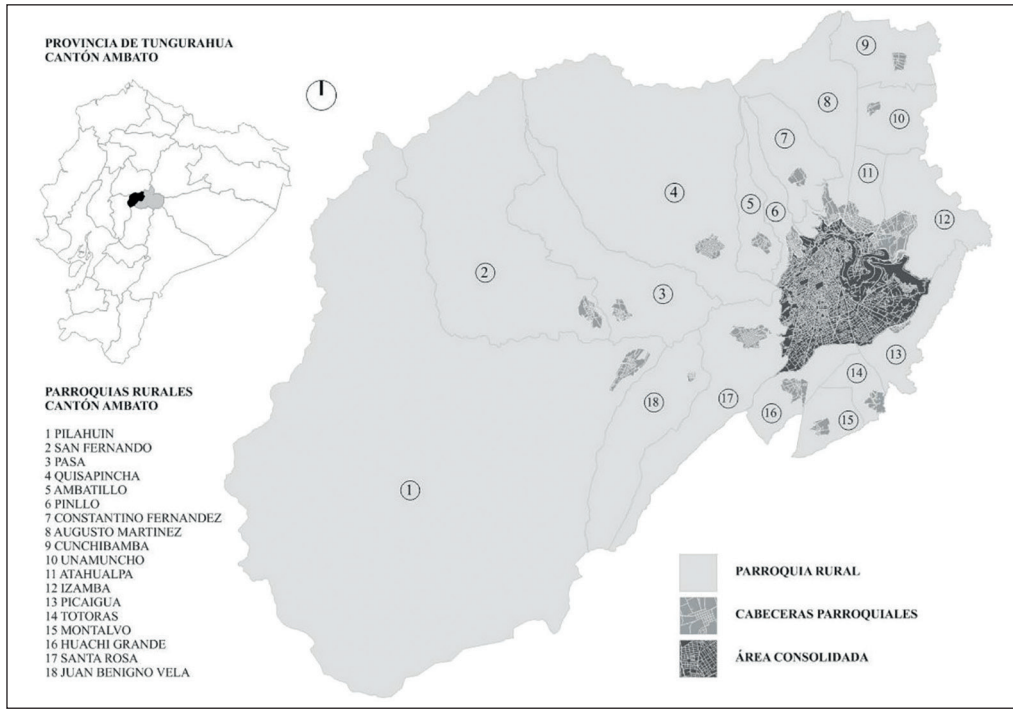 PROVINCIA DE TUNGURAHUA
CANTÓN AMBATO
PARROQUIAS RURALES
CANTÓN AMBATO
1 PILAHUIN
2 SAN FERNANDO
3 PASA
4 QUISAPINCHA
5 AMBATILLO
6 PINLLO
7 CONSTANTINO FERNANDEZ
8 AUGUSTO MARTINEZ
9 CUNCHIBAMBA
10 UNAMUNCHO
11 ATAHUALPA
12 IZAMBA
13 PICAIGUA
14 TOTORAS
15 MONTALVO
16 HUACHI GRANDE
17 SANTA ROSA
18 JUAN BENIGNO VELA
9
8
10
7
11
4
5
6
12
2
3
13
14
18
17
16
15
1
PARROQUIA RURAL
CABECERAS PARROQUIALES
ÁREA CONSOLIDADA